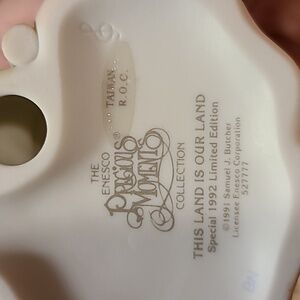 TAIWAN
R.O.C.
THE
ENESCO
PRECIOUS
MOMENTS®
COLLECTION
THIS LAND IS OUR LAND
Special 1992 Limited Edition
©1991 Samuel J. Butcher
Licensee Enesco Corporation
527777